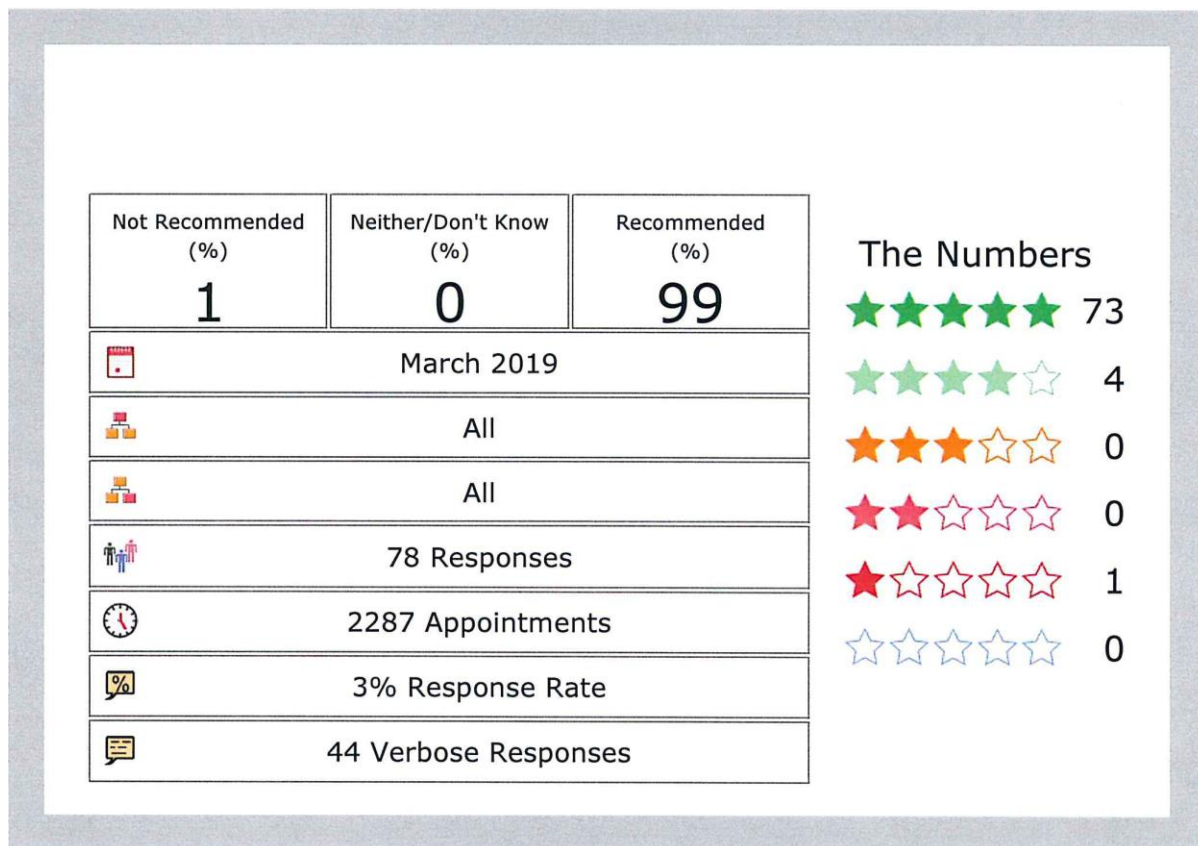 Not Recommended
(%)
1
Neither/Don't Know
(%)
0
Recommended
(%)
99
March 2019
All
All
78 Responses
2287 Appointments
3% Response Rate
%
44 Verbose Responses
The Numbers
73
4
0
0
1
0